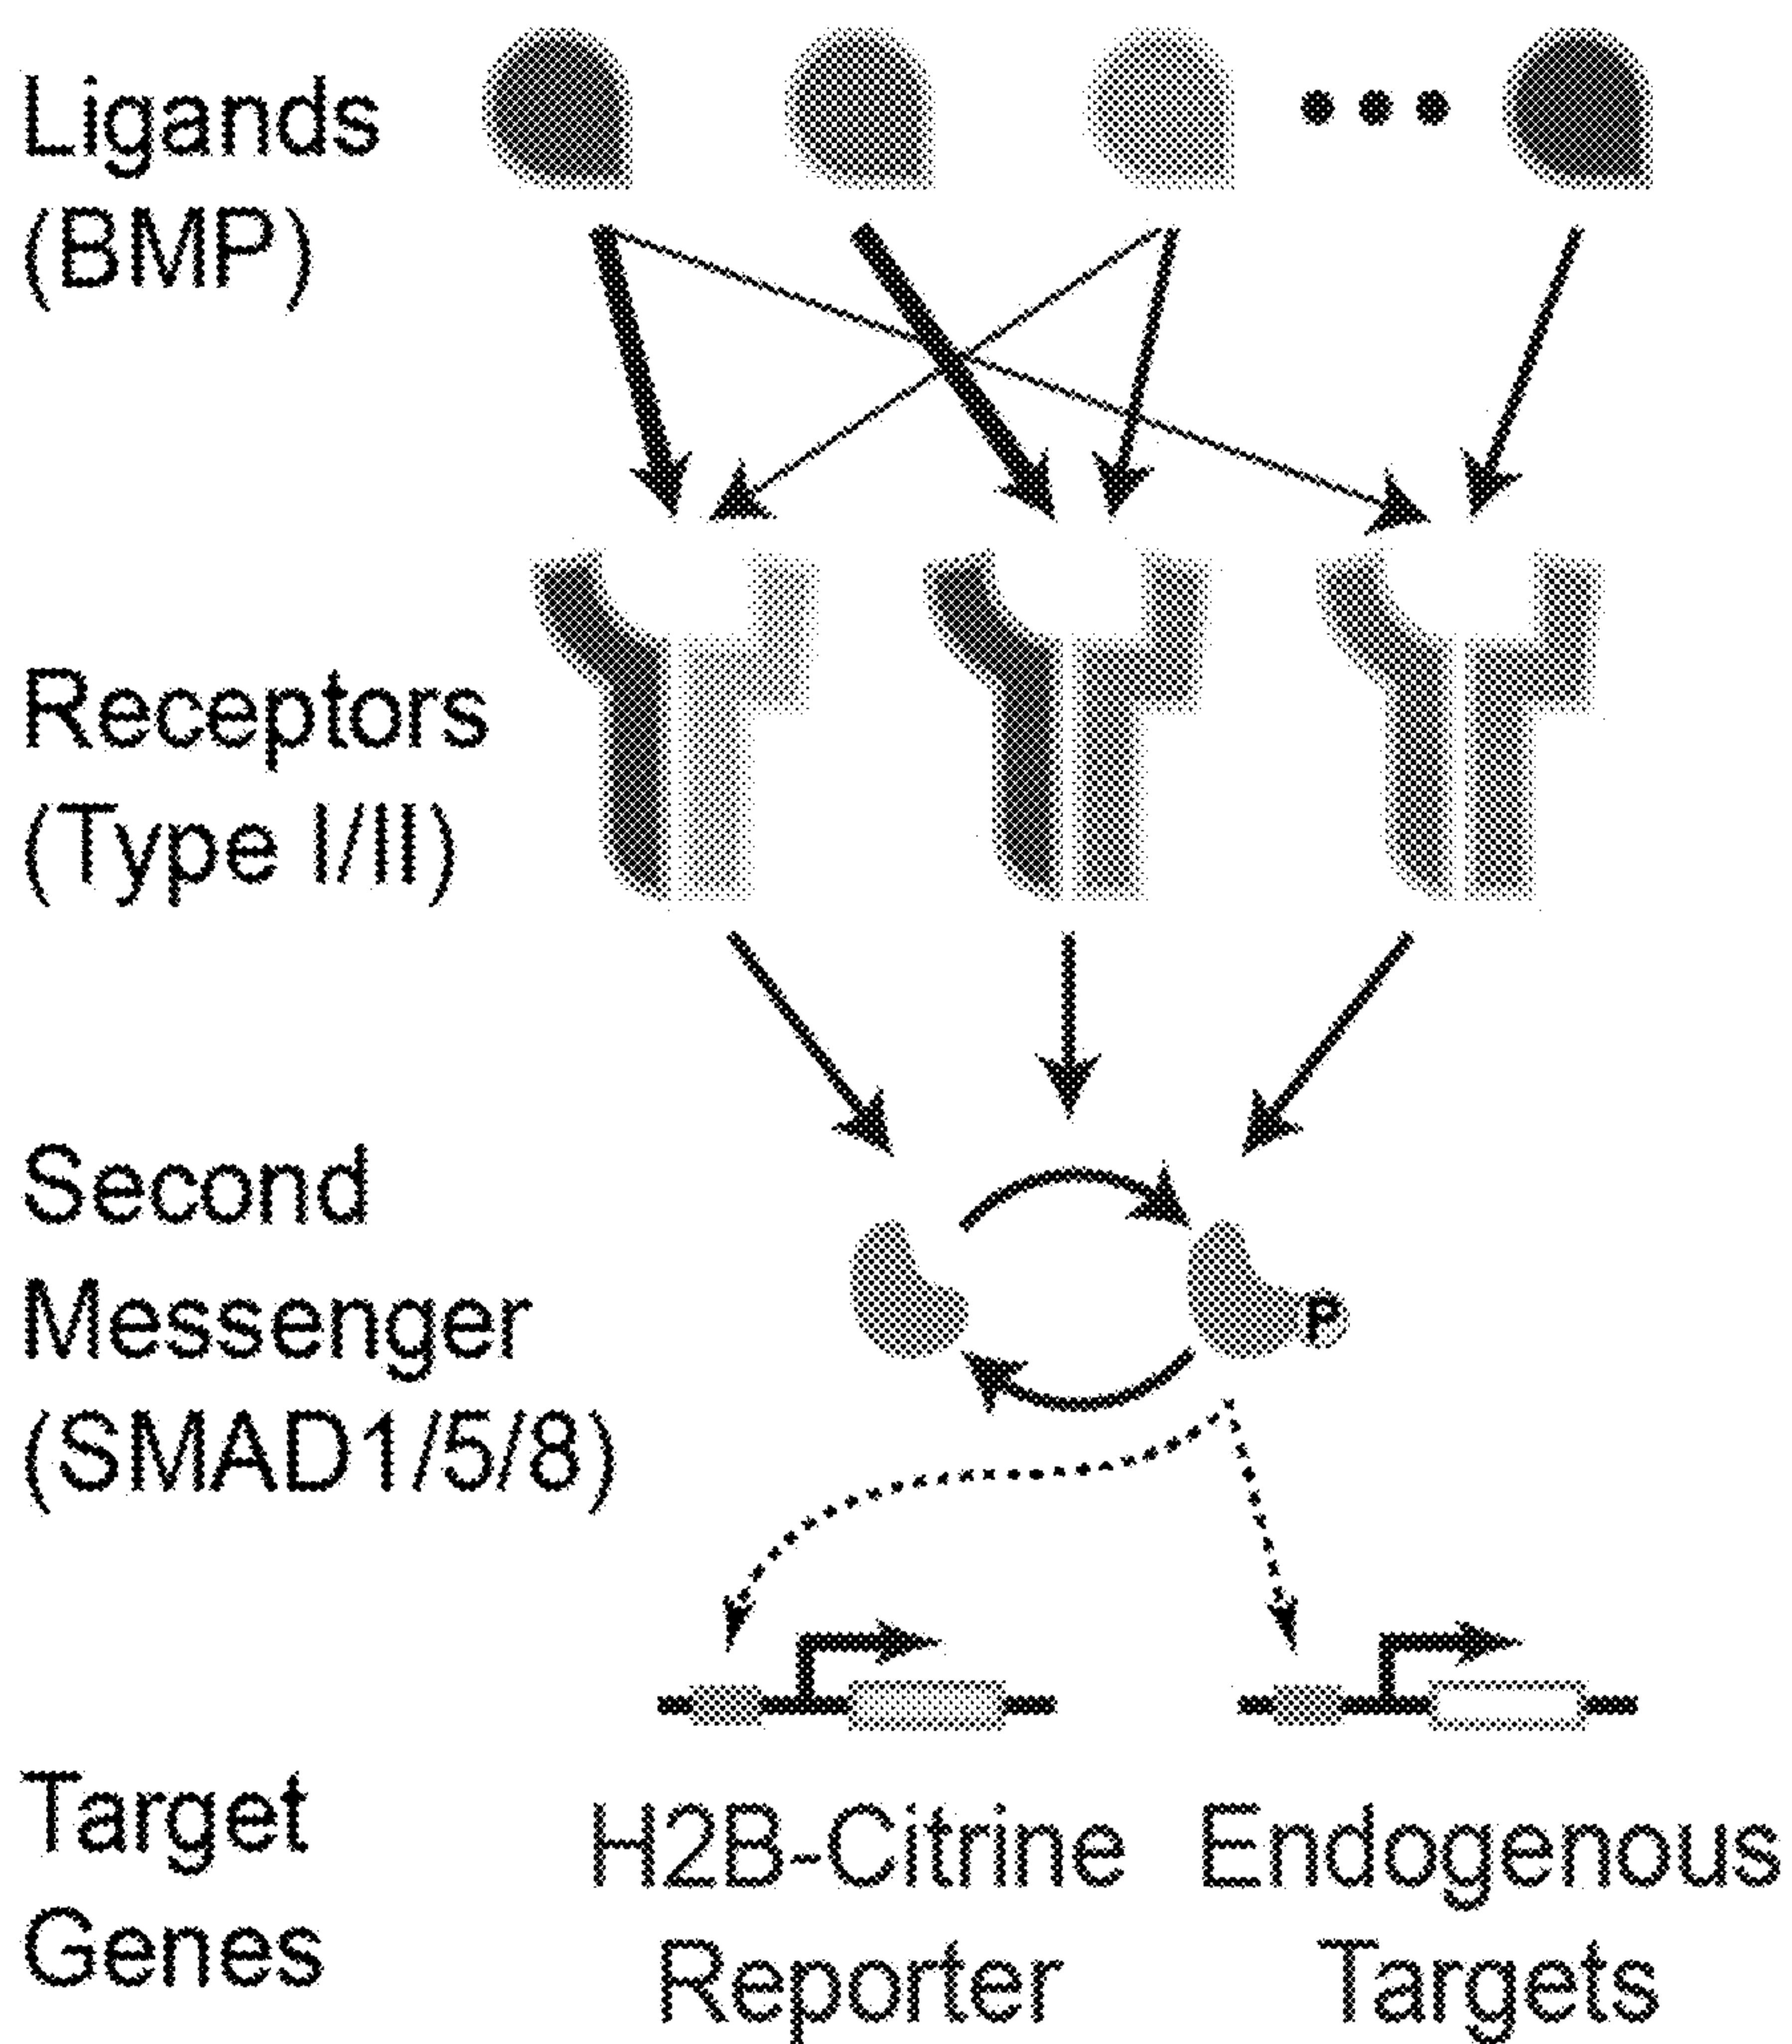 Ligands
(BMP)
Receptors
(Type I/II)
Second
Messenger
(SMAD1/5/8)
P
Target
Genes
H2B-Citrine
Reporter
Endogenous
Targets